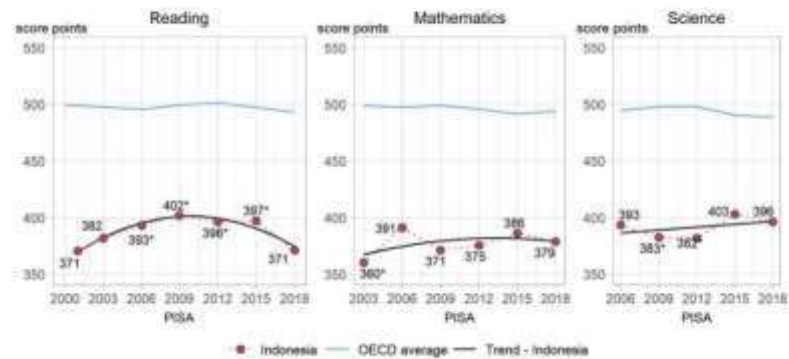 Reading
score points
550
500
450
400
350
371
382
393*
402*
396*
397*
371
2000 2003 2006 2009 2012 2015 2018
PISA
Mathematics
score points
550
500
450
400
350
360*
391
371
375
386
379
2003 2006 2009 2012 2015 2018
PISA
Science
score points
550
500
450
400
350
393
383*
382
403
396
2006 2009 2012 2015 2018
PISA
Indonesia OECD average Trend - Indonesia